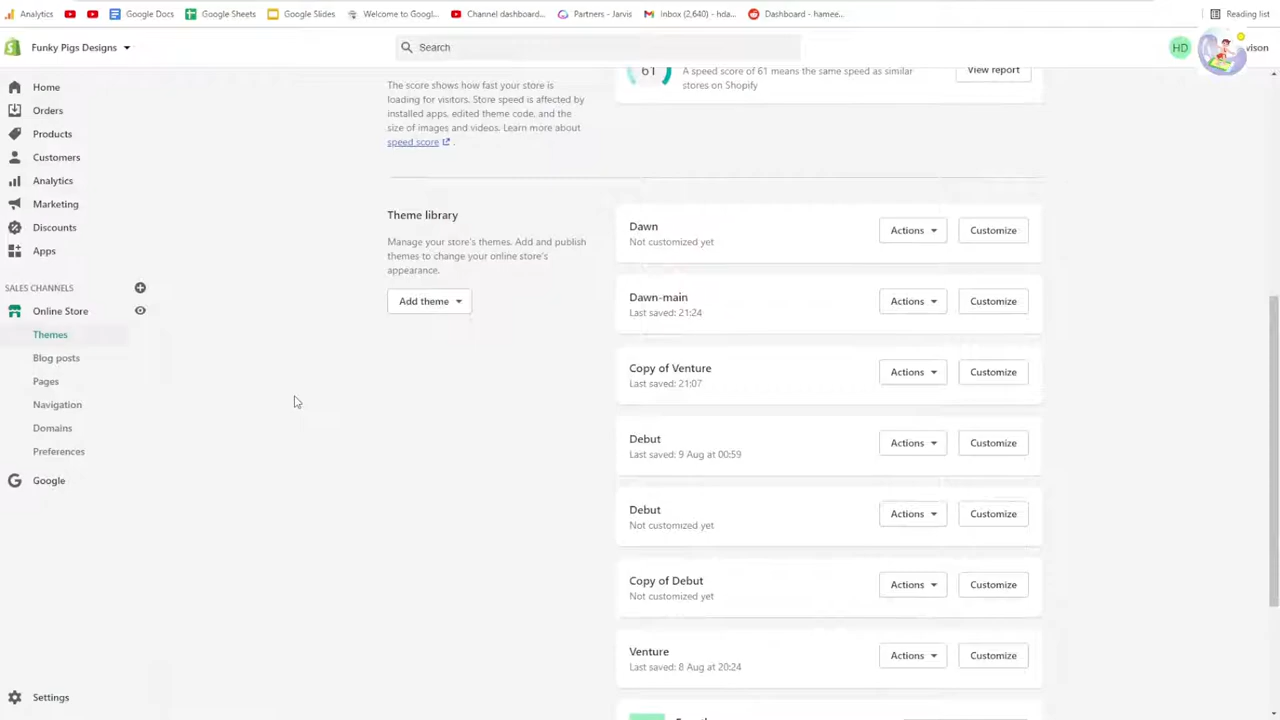 Analytics
Google Docs
Google Sheets
Google Slides
Welcome to Googl...
Channel dashboard...
Partners - Jarvis
Inbox (2,640) - hda...
Dashboard - hamee...
Reading list
Funky Pigs Designs
Search
HD
vison
Home
Orders
Products
Customers
Analytics
Marketing
Discounts
Apps
SALES CHANNELS
Online Store
Themes
Blog posts
Pages
Navigation
Domains
Preferences
Google
Settings
The score shows how fast your store is
loading for visitors. Store speed is affected by
installed apps, edited theme code, and the
size of images and videos. Learn more about
speed score .
61
A speed score of 61 means the same speed as similar
stores on Shopify
View report
Theme library
Manage your store's themes. Add and publish
themes to change your online store's
appearance.
Add theme
Dawn
Not customized yet
Actions
Customize
Dawn-main
Last saved: 21:24
Actions
Customize
Copy of Venture
Last saved: 21:07
Actions
Customize
Debut
Last saved: 9 Aug at 00:59
Actions
Customize
Debut
Not customized yet
Actions
Customize
Copy of Debut
Not customized yet
Actions
Customize
Venture
Last saved: 8 Aug at 20:24
Actions
Customize